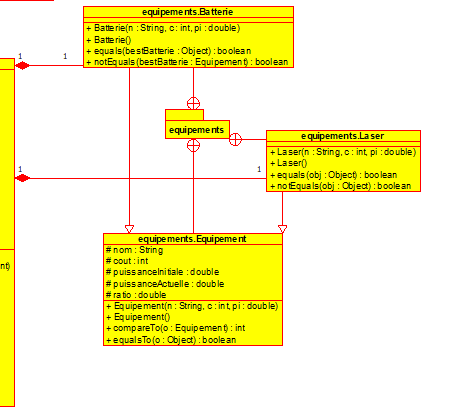 equipements.Batterie
+ Batterie(n : String, c : int, pi : double)
+ Batterie()
+ equals(bestBatterie : Object) : boolean
+ notEquals(bestBatterie : Equipement) : boolean
1
1
equipements
equipements.Laser
+ Laser(n : String, c : int, pi : double)
+ Laser()
+ equals(obj : Object) : boolean
+ notEquals(obj : Object) : boolean
1
1
equipements.Equipement
# nom : String
# cout : int
# puissanceInitiale : double
# puissanceActuelle : double
# ratio : double
+ Equipement(n : String, c : int, pi : double)
+ Equipement()
+ compareTo(o : Equipement) : int
+ equalsTo(o : Object) : boolean
nt)